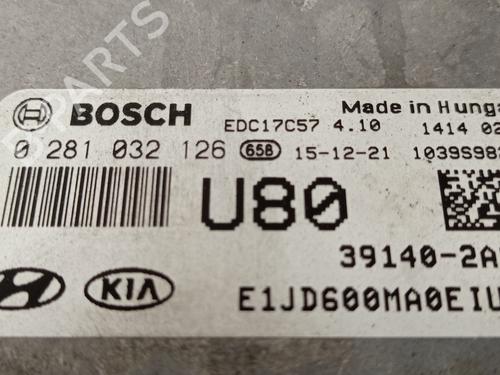 BOSCH
EDC17C57 4.10
Made in Hunga
1414 02
0 281 032 126
658
15-12-21
1039S98
U80
39140-2A
KIA
E1JD600MA0EIU
PARTS